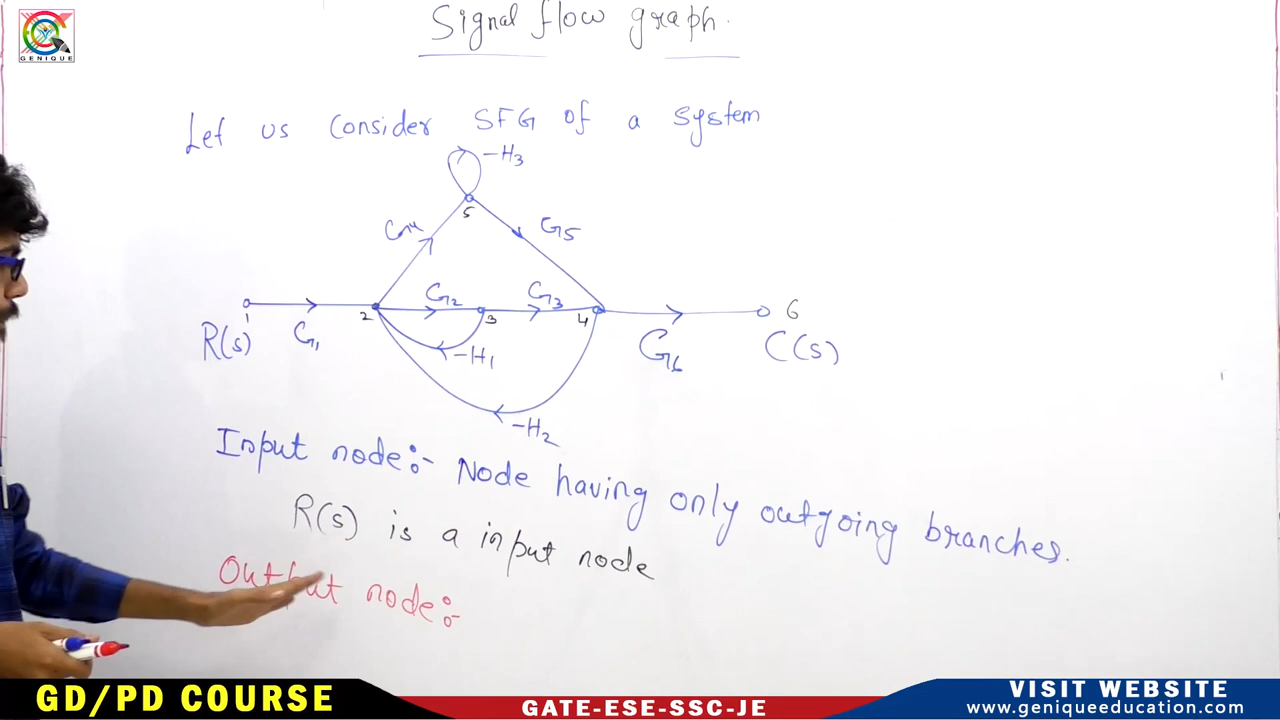 GENIQUE
Signal flow graph.
Let us consider SFG of a system
-H3
5
G4
G5
G2
G3
1
2
3
4
6
R(s)
G1
-H1
G6
C(s)
-H2
Input node:- Node having only outgoing branches.
R(s) is a input node
Output node:-
GD/PD COURSE
GATE-ESE-SSC-JE
VISIT WEBSITE
www.geniqueeducation.com